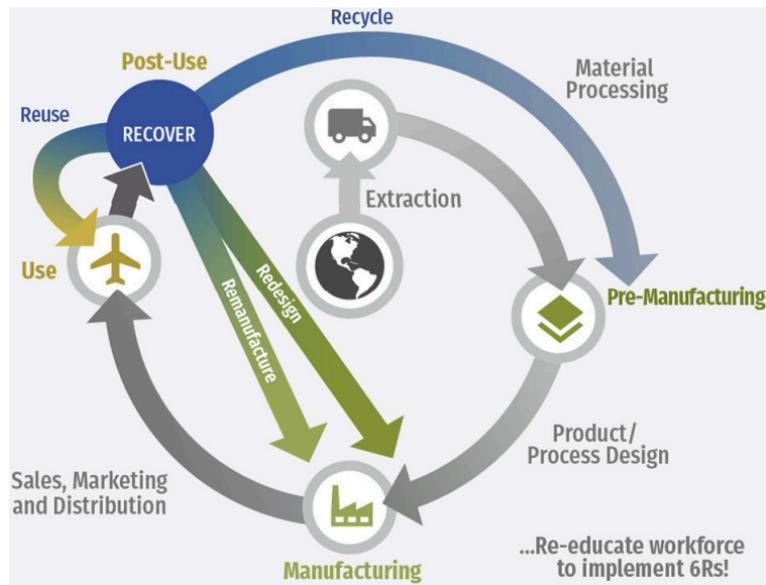 Recycle
Post-Use
Material
Processing
Reuse
RECOVER
Extraction
Use
Redesign
Remanufacture
Pre-Manufacturing
Product/
Process Design
Sales, Marketing
and Distribution
Manufacturing
...Re-educate workforce
to implement 6Rs!